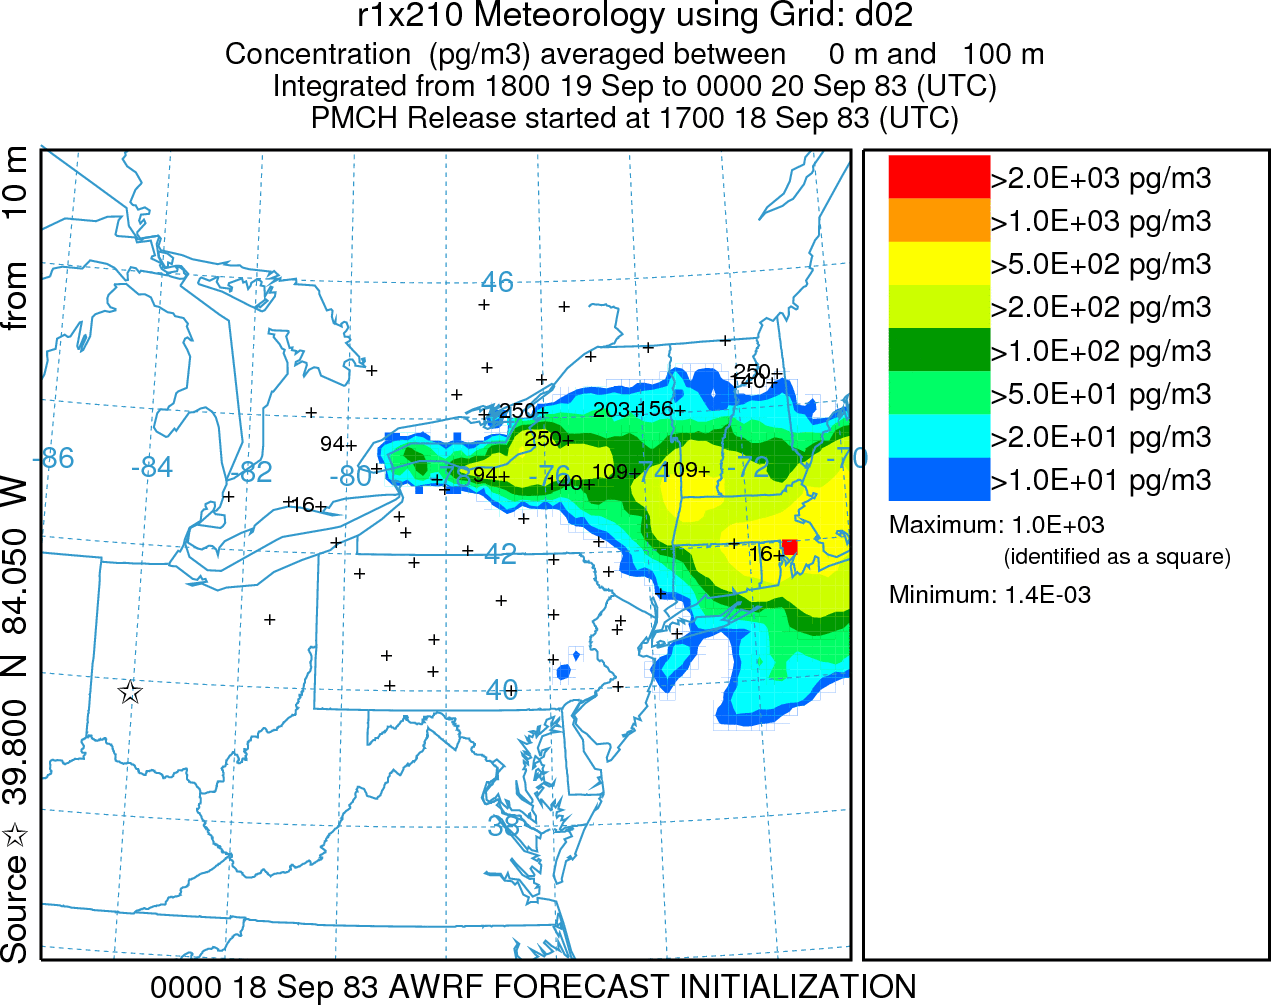 r1x210 Meteorology using Grid: d02
Concentration (pg/m3) averaged between 0 m and 100 m
Integrated from 1800 19 Sep to 0000 20 Sep 83 (UTC)
PMCH Release started at 1700 18 Sep 83 (UTC)
Source ☆ 39.800 N 84.050 W from 10 m
46
250+
140+
250+
203+
156+
250+
94+
-86
-84
-82
-80
-78
94+
-76
140+
109+
-74
109+
-72
-70
16+
42
16+
40
38
>2.0E+03 pg/m3
>1.0E+03 pg/m3
>5.0E+02 pg/m3
>2.0E+02 pg/m3
>1.0E+02 pg/m3
>5.0E+01 pg/m3
>2.0E+01 pg/m3
>1.0E+01 pg/m3
Maximum: 1.0E+03
(identified as a square)
Minimum: 1.4E-03
0000 18 Sep 83 AWRF FORECAST INITIALIZATION